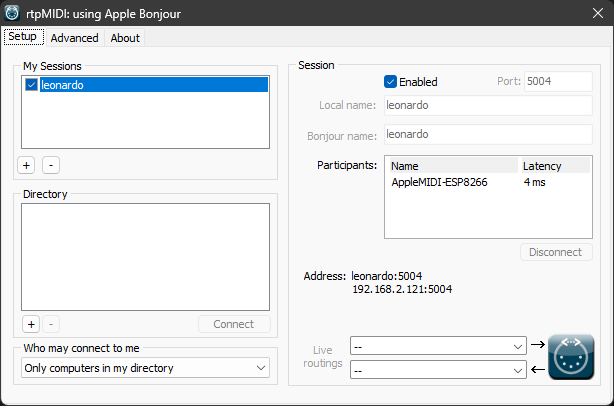 rtpMIDI: using Apple Bonjour
Setup Advanced About
My Sessions
leonardo
+ -
Directory
+ - Connect
Who may connect to me
Only computers in my directory
Session
Enabled Port: 5004
Local name: leonardo
Bonjour name: leonardo
Participants: Name Latency
AppleMIDI-ESP8266 4 ms
Disconnect
Address: leonardo:5004
192.168.2.121:5004
Live
routings
--
--